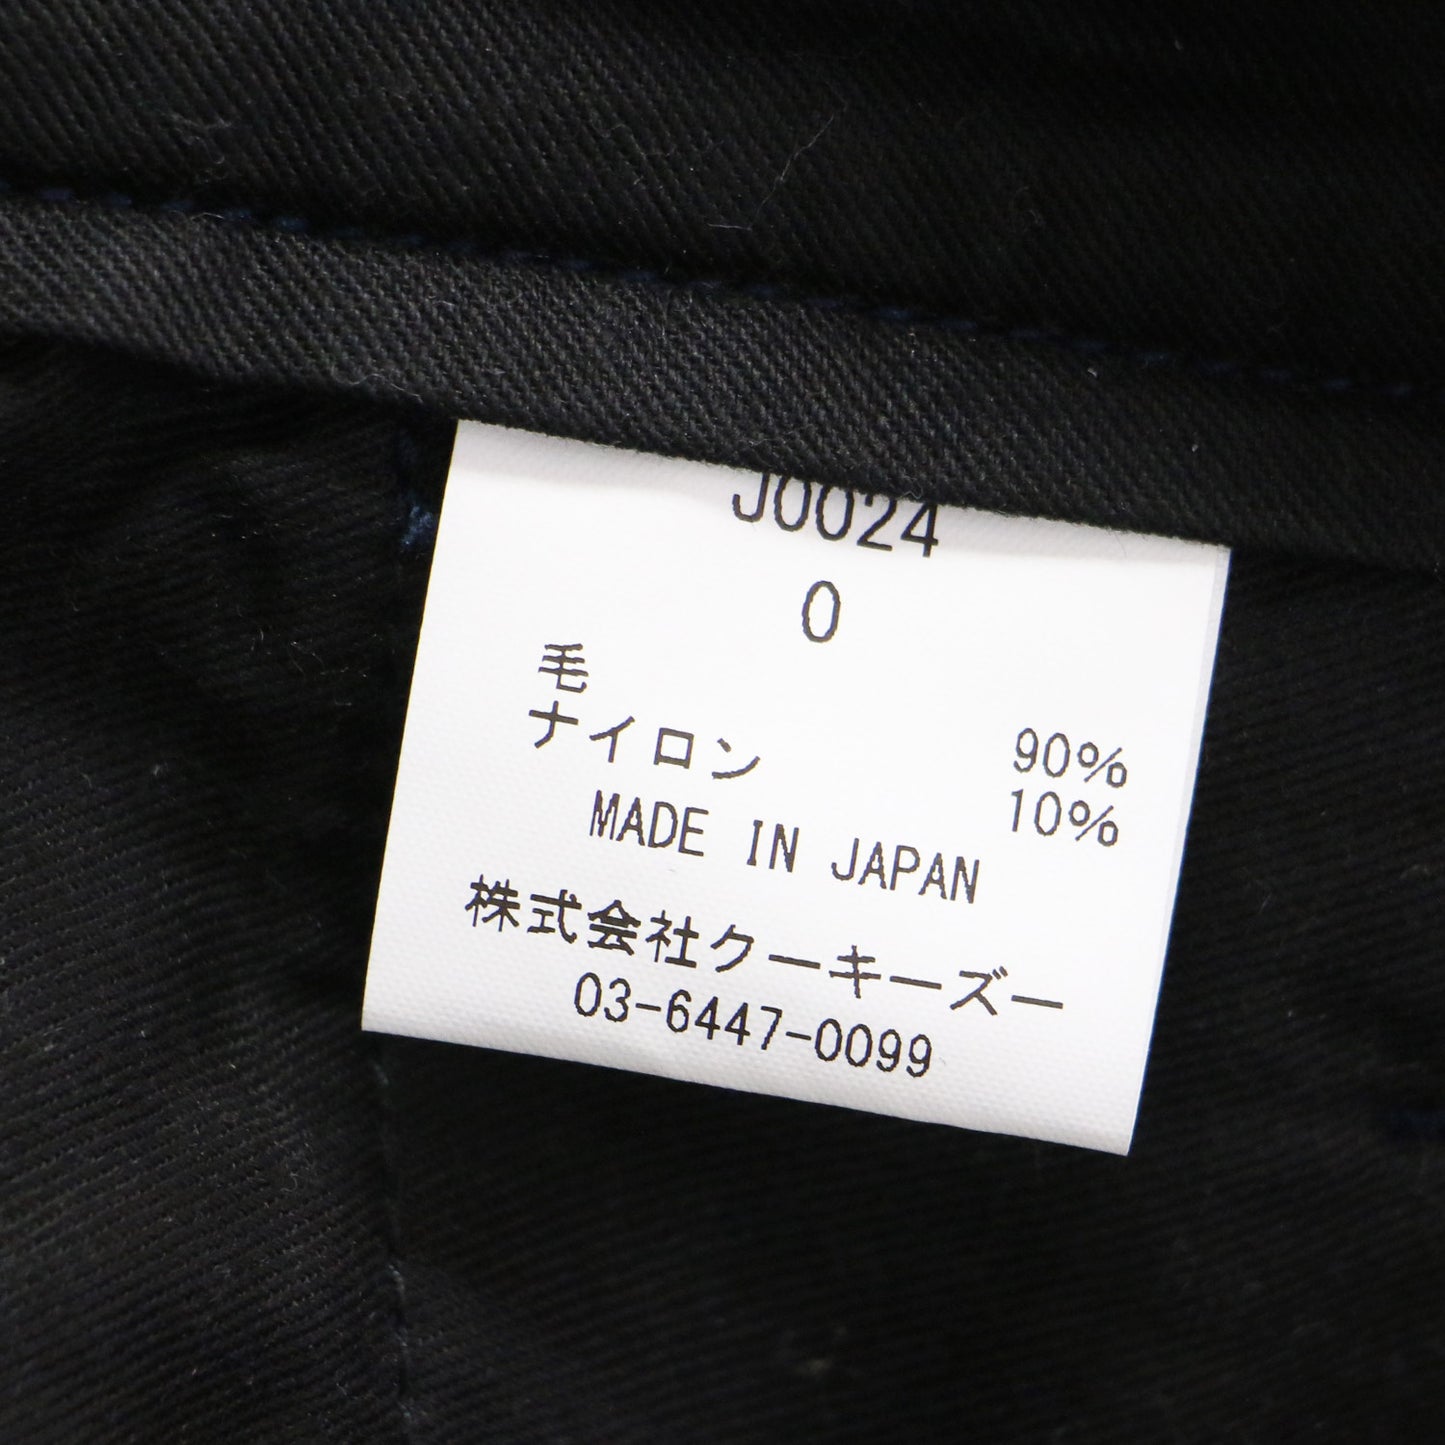 J0024
0
毛 90%
ナイロン 10%
MADE IN JAPAN
株式会社クーキーズー
03-6447-0099